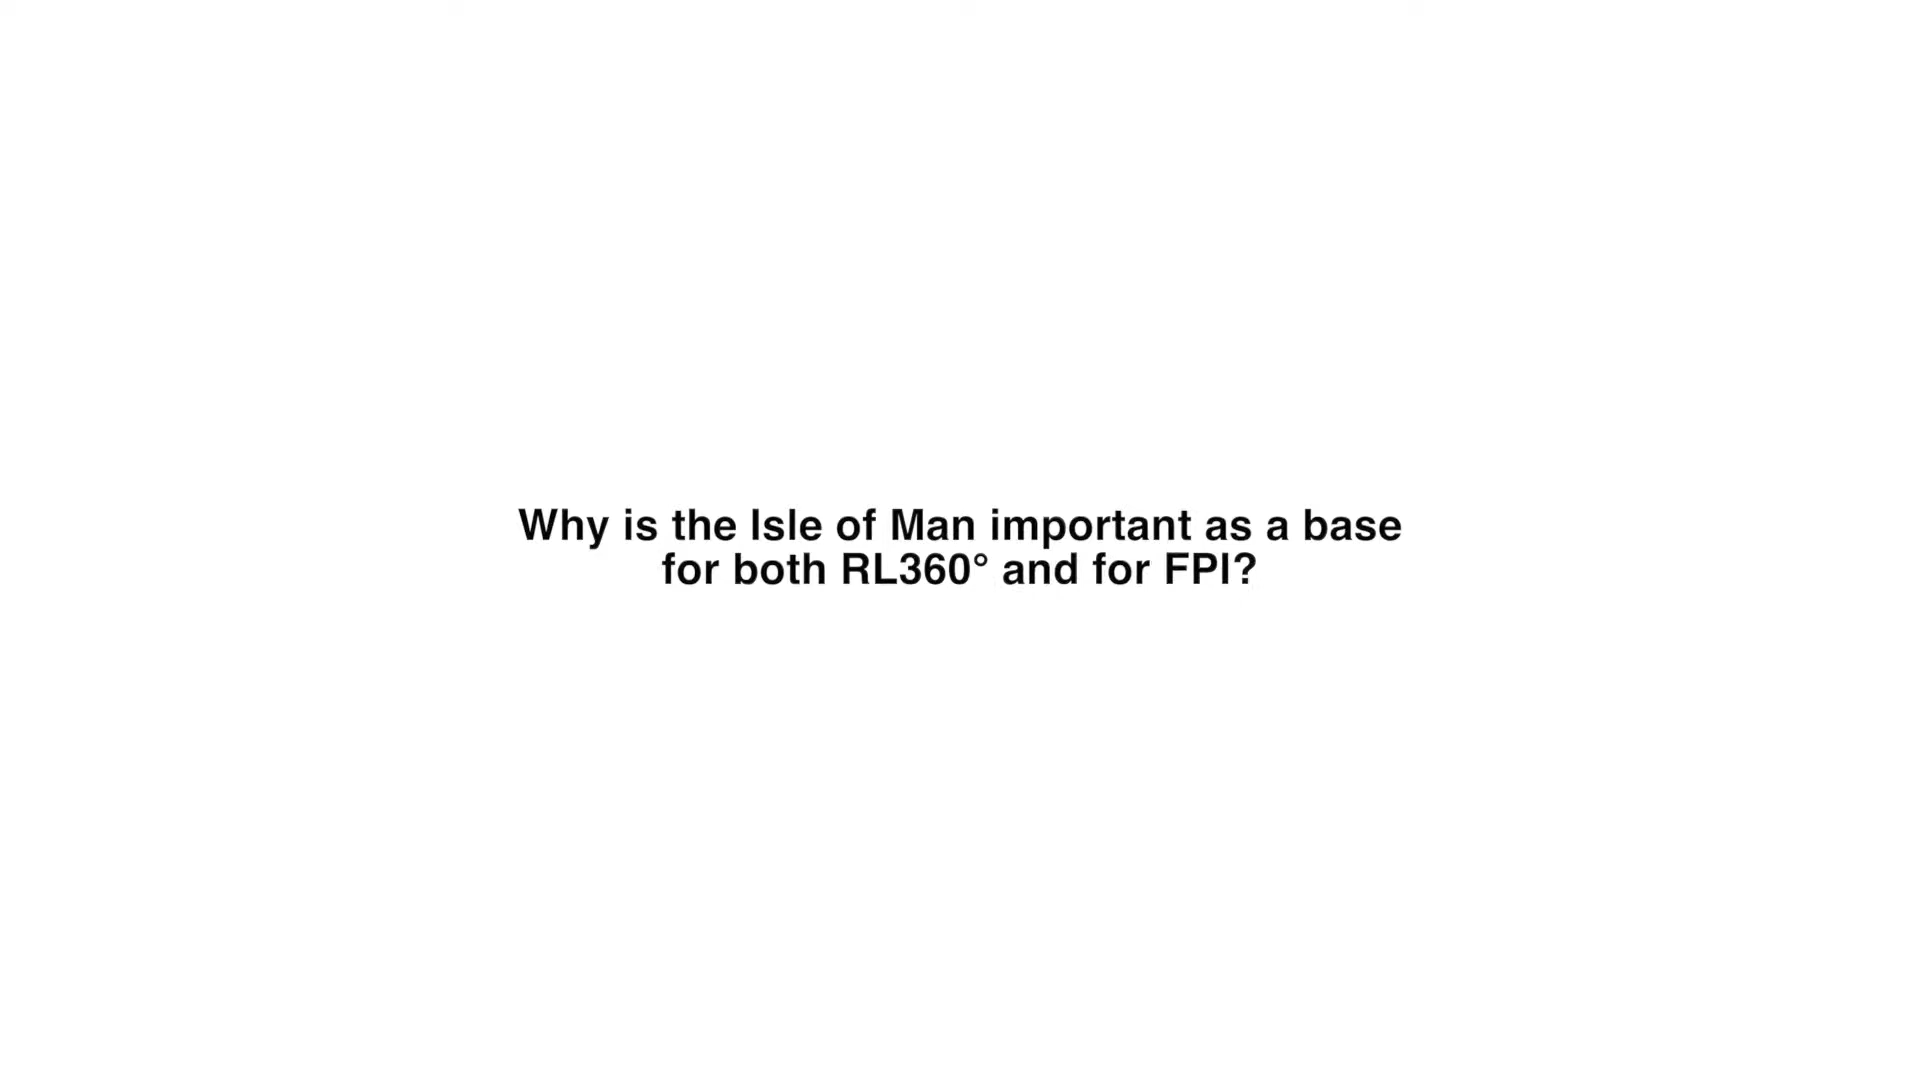 Why is the Isle of Man important as a base
for both RL360° and for FPI?